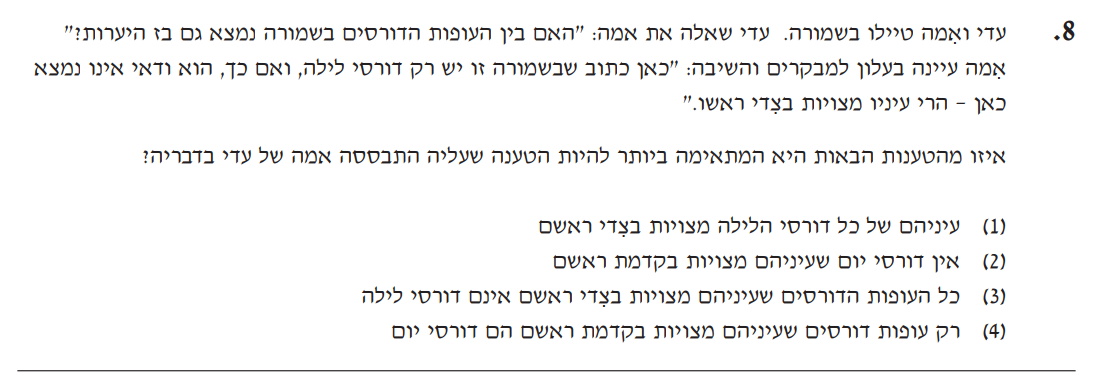 8. עדי ואִמה טיילו בשמורה. עדי שאלה את אמה: "האם בין העופות הדורסים בשמורה נמצא גם בז היערות?"
אִמה עיינה בעלון למבקרים והשיבה: "כאן כתוב שבשמורה זו יש רק דורסי לילה, ואם כך, הוא ודאי אינו נמצא
כאן – הרי עיניו מצויות בצִדי ראשו."
איזו מהטענות הבאות היא המתאימה ביותר להיות הטענה שעליה התבססה אמה של עדי בדבריה?
(1) עיניהם של כל דורסי הלילה מצויות בצִדי ראשם
(2) אין דורסי יום שעיניהם מצויות בקדמת ראשם
(3) כל העופות הדורסים שעיניהם מצויות בצִדי ראשם אינם דורסי לילה
(4) רק עופות דורסים שעיניהם מצויות בקדמת ראשם הם דורסי יום